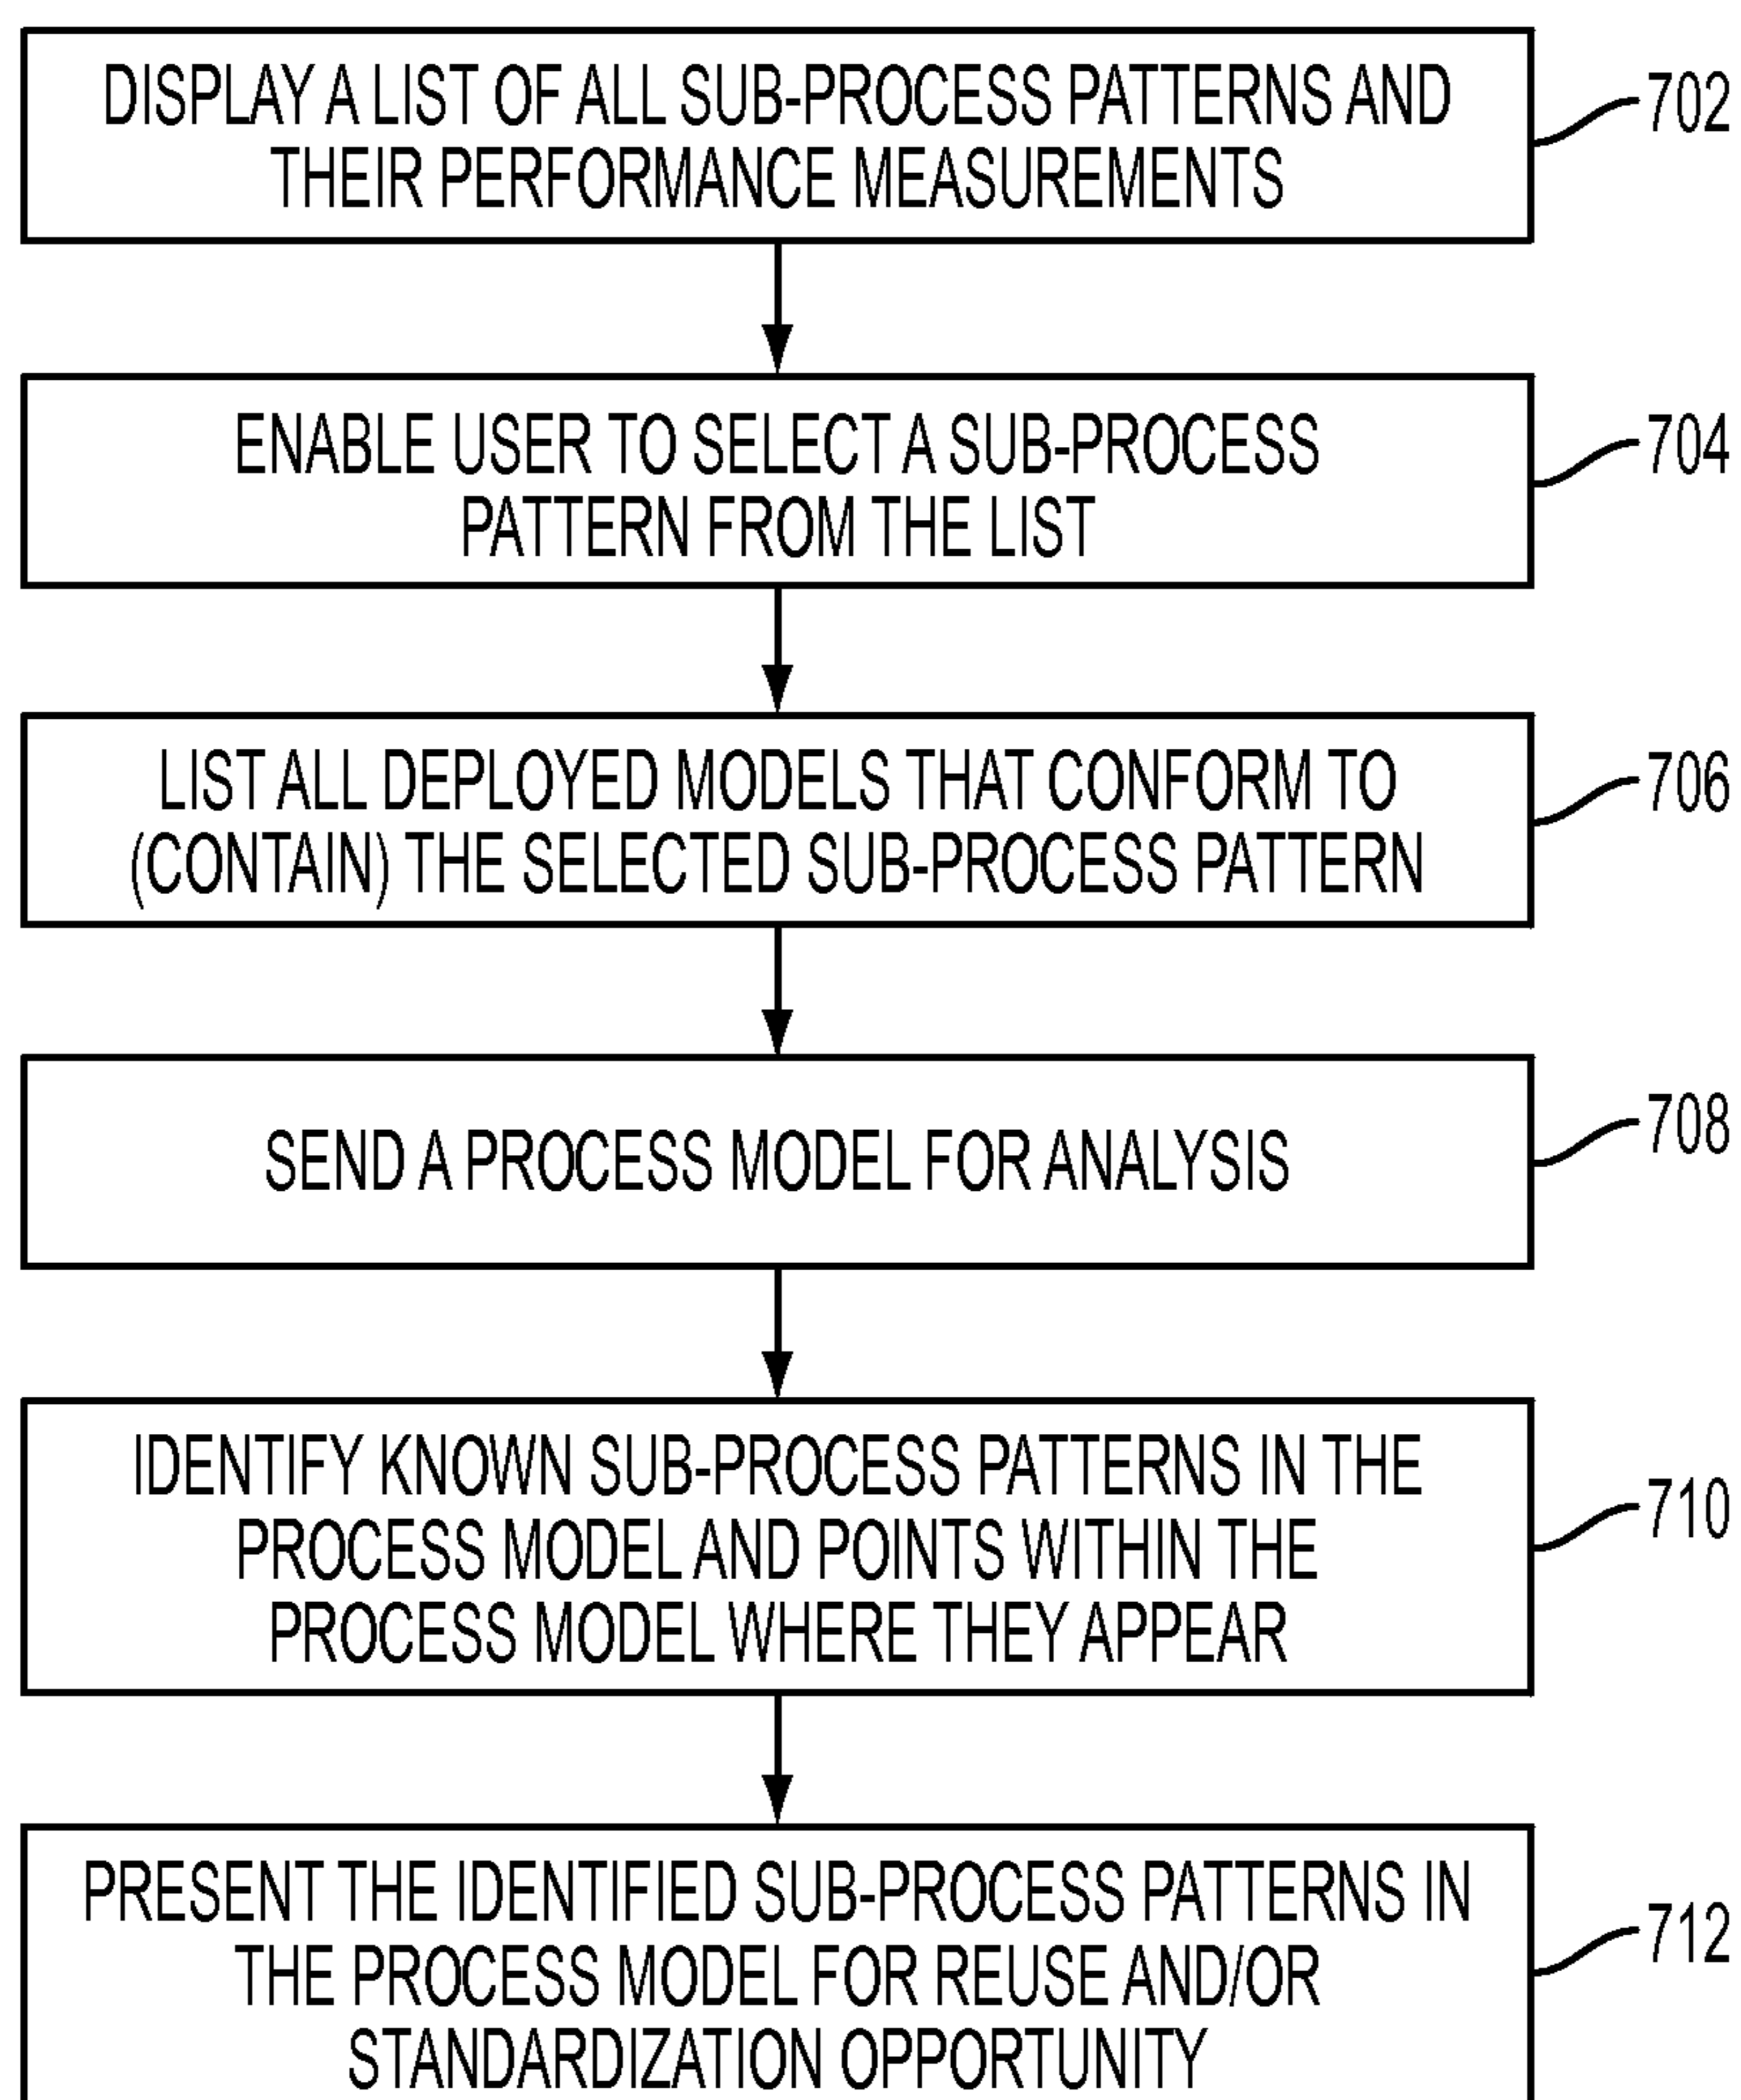 DISPLAY A LIST OF ALL SUB-PROCESS PATTERNS AND
THEIR PERFORMANCE MEASUREMENTS
702
ENABLE USER TO SELECT A SUB-PROCESS
PATTERN FROM THE LIST
704
LIST ALL DEPLOYED MODELS THAT CONFORM TO
(CONTAIN) THE SELECTED SUB-PROCESS PATTERN
706
SEND A PROCESS MODEL FOR ANALYSIS
708
IDENTIFY KNOWN SUB-PROCESS PATTERNS IN THE
PROCESS MODEL AND POINTS WITHIN THE
PROCESS MODEL WHERE THEY APPEAR
710
PRESENT THE IDENTIFIED SUB-PROCESS PATTERNS IN
THE PROCESS MODEL FOR REUSE AND/OR
STANDARDIZATION OPPORTUNITY
712